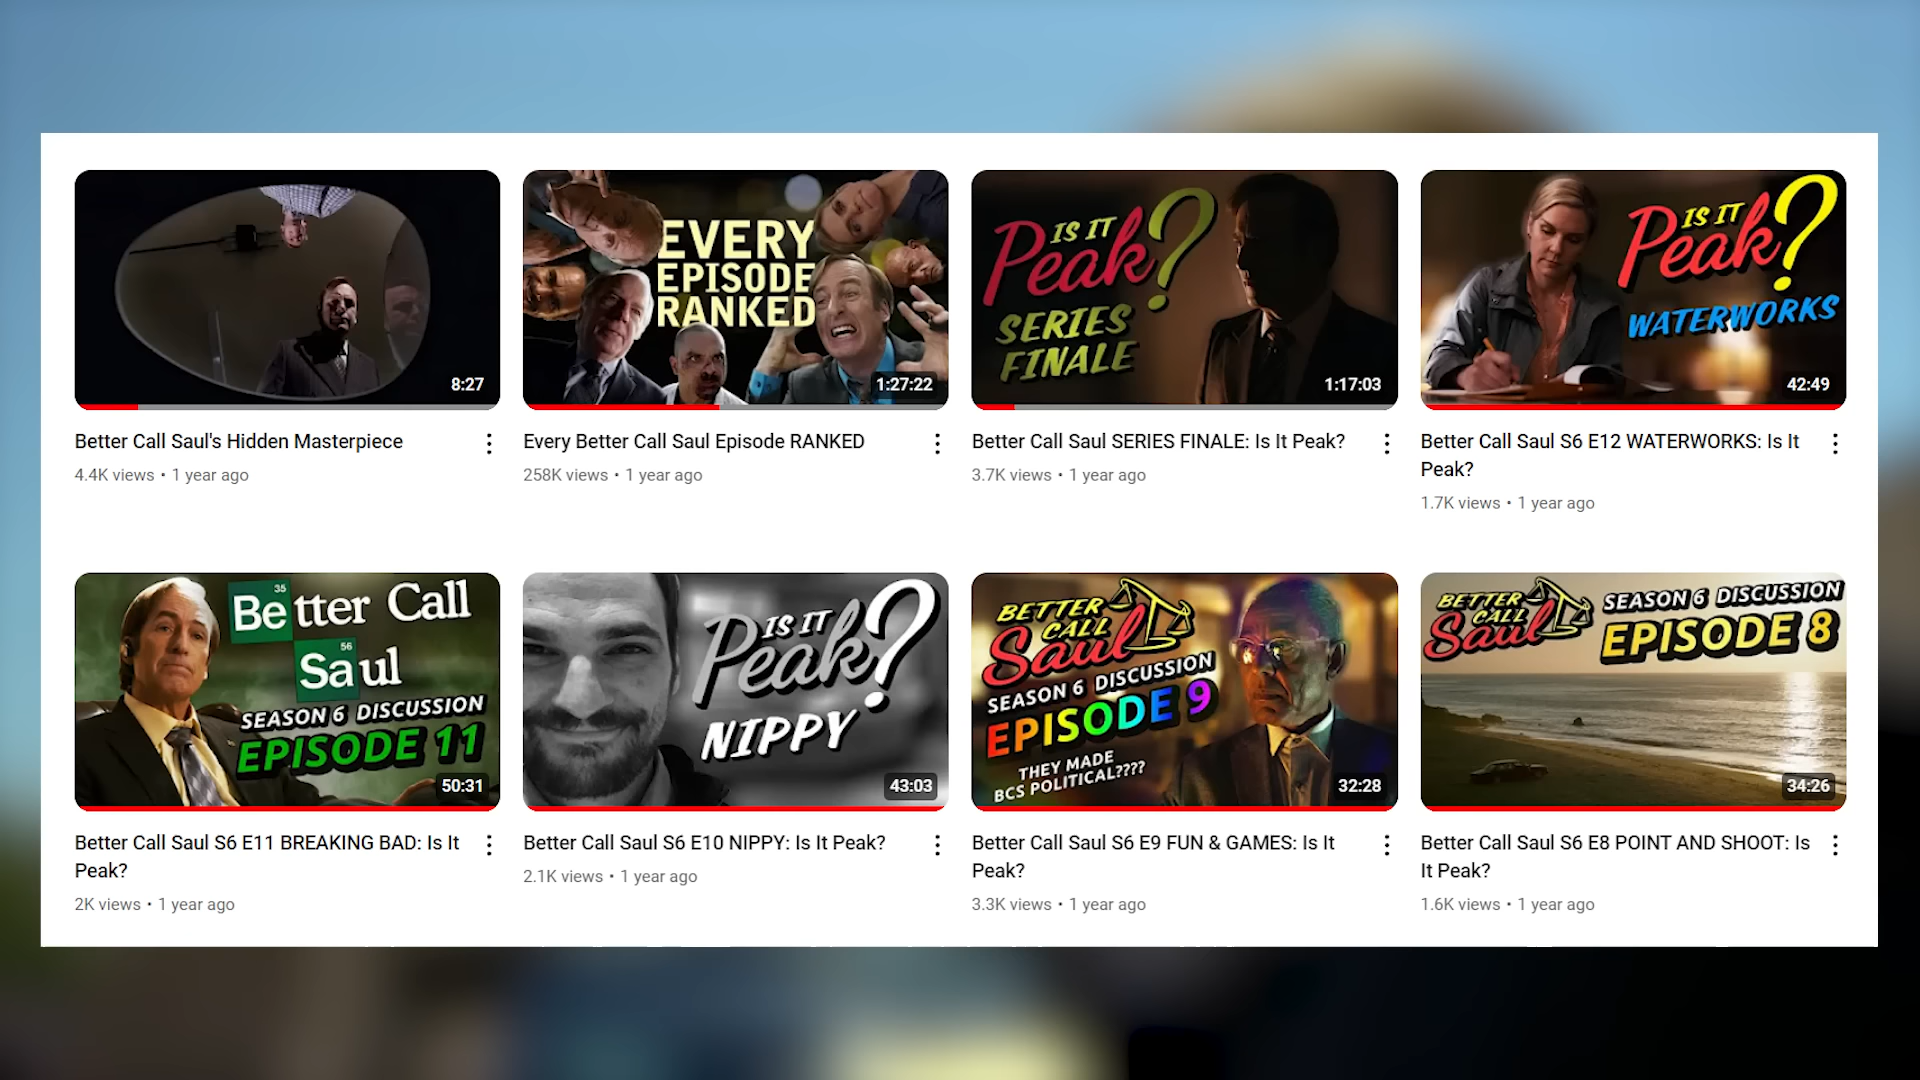 EVERY
EPISODE
RANKED
IS IT
Peak?
SERIES
FINALE
IS IT
Peak?
WATERWORKS
8:27
1:27:22
1:17:03
42:49
Better Call Saul's Hidden Masterpiece
4.4K views • 1 year ago
Every Better Call Saul Episode RANKED
258K views • 1 year ago
Better Call Saul SERIES FINALE: Is It Peak?
3.7K views • 1 year ago
Better Call Saul S6 E12 WATERWORKS: Is It
Peak?
1.7K views • 1 year ago
35
Better Call
56
Saul
SEASON 6 DISCUSSION
EPISODE 11
50:31
IS IT
Peak?
NIPPY
43:03
BETTER
CALL
Saul
SEASON 6 DISCUSSION
EPISODE 9
THEY MADE
BCS POLITICAL????
32:28
BETTER
CALL
Saul
SEASON 6 DISCUSSION
EPISODE 8
34:26
Better Call Saul S6 E11 BREAKING BAD: Is It
Peak?
2K views • 1 year ago
Better Call Saul S6 E10 NIPPY: Is It Peak?
2.1K views • 1 year ago
Better Call Saul S6 E9 FUN & GAMES: Is It
Peak?
3.3K views • 1 year ago
Better Call Saul S6 E8 POINT AND SHOOT: Is
It Peak?
1.6K views • 1 year ago